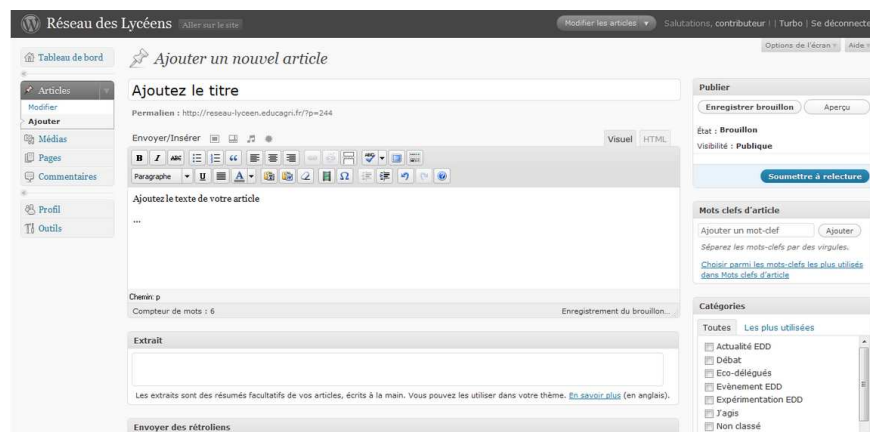 Réseau des Lycéens Aller sur le site
Modifier les articles Salutations, contributeur ! | Turbo | Se déconnecte
Options de l'écran Aide
Tableau de bord
Articles
Modifier
Ajouter
Médias
Pages
Commentaires
Profil
Outils
Ajouter un nouvel article
Ajoutez le titre
Permalien : http://reseau-lyceen.educagri.fr/?p=244
Envoyer/Insérer
Visuel HTML
B I ABC
ABC
Paragraphe U A
Ajoutez le texte de votre article
...
Chemin: p
Compteur de mots : 6 Enregistrement du brouillon...
Extrait
Les extraits sont des résumés facultatifs de vos articles, écrits à la main. Vous pouvez les utiliser dans votre thème. En savoir plus (en anglais).
Envoyer des rétroliens
Publier
Enregistrer brouillon Aperçu
État : Brouillon
Visibilité : Publique
Soumettre à relecture
Mots clefs d'article
Ajouter un mot-clef Ajouter
Séparez les mots-clefs par des virgules.
Choisir parmi les mots-clefs les plus utilisés
dans Mots clefs d'article
Catégories
Toutes Les plus utilisées
Actualité EDD
Débat
Eco-délégués
Evènement EDD
Expérimentation EDD
J'agis
Non classé